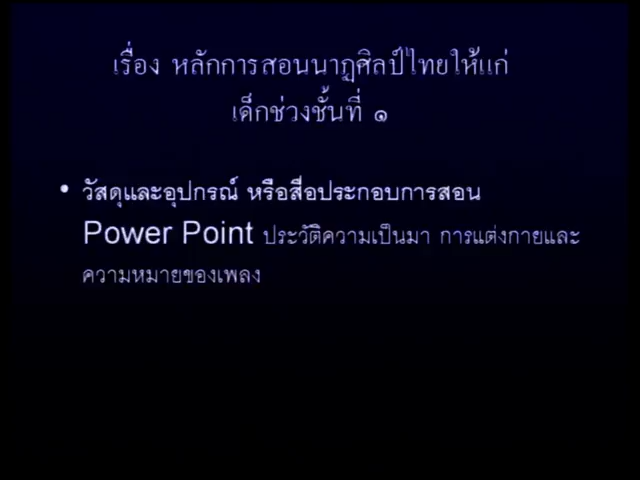 เรื่อง หลักการสอนนาฏศิลป์ไทยให้แก่
เด็กช่วงชั้นที่ ๑
• วัสดุและอุปกรณ์ หรือสื่อประกอบการสอน
Power Point ประวัติความเป็นมา การแต่งกายและ
ความหมายของเพลง